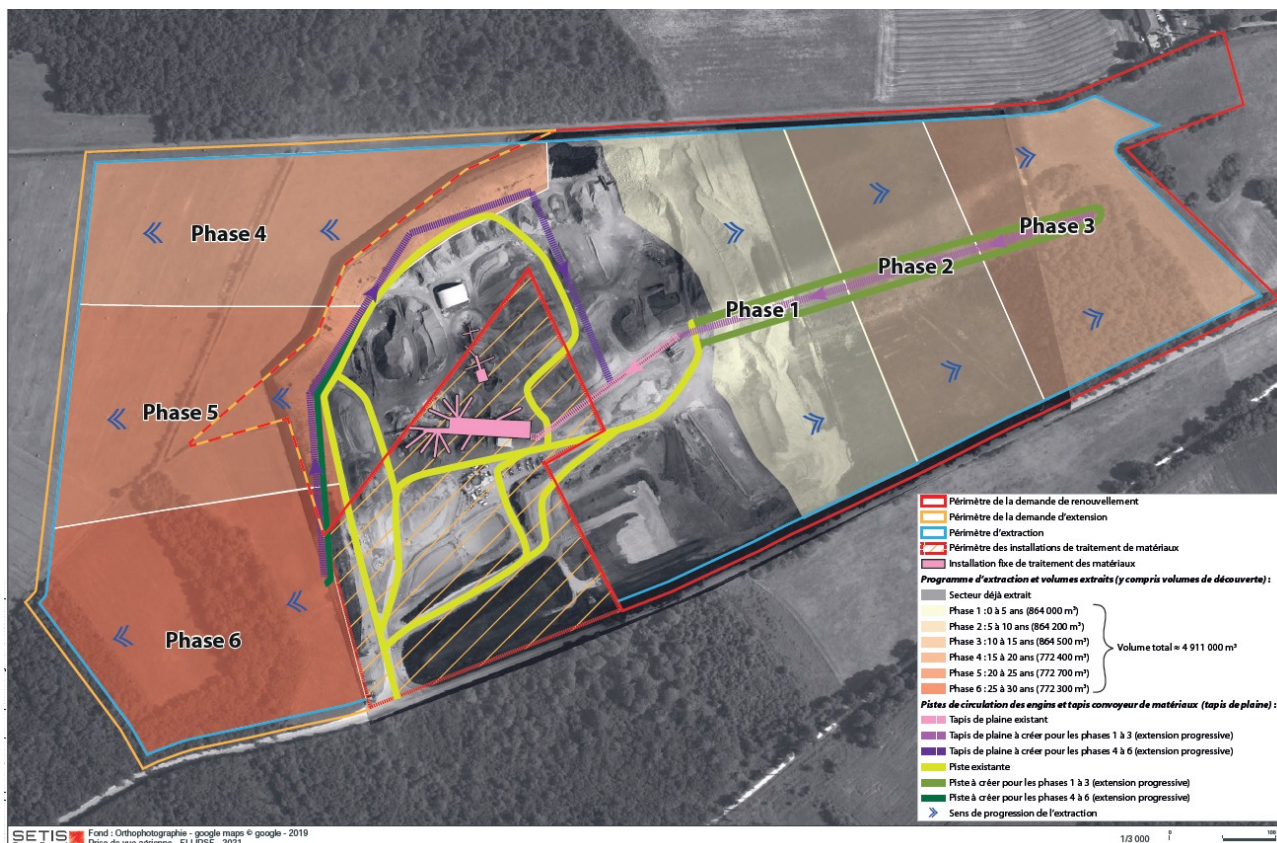 Phase 4
Phase 3
Phase 2
Phase 1
Phase 5
Phase 6
Périmètre de la demande de renouvellement
Périmètre de la demande d'extension
Périmètre d'extraction
Périmètre des installations de traitement de matériaux
Installation fixe de traitement des matériaux
Programme d'extraction et volumes extraits (y compris volumes de découverte) :
Secteur déjà extrait
Phase 1 : 0 à 5 ans (864 000 m³)
Phase 2 : 5 à 10 ans (864 200 m³)
Phase 3 : 10 à 15 ans (864 500 m³)
Phase 4 : 15 à 20 ans (772 400 m³)
Phase 5 : 20 à 25 ans (772 700 m³)
Phase 6 : 25 à 30 ans (772 300 m³)
Volume total ≈ 4 911 000 m³
Pistes de circulation des engins et tapis convoyeur de matériaux (tapis de plaine) :
Tapis de plaine existant
Tapis de plaine à créer pour les phases 1 à 3 (extension progressive)
Tapis de plaine à créer pour les phases 4 à 6 (extension progressive)
Piste existante
Piste à créer pour les phases 1 à 3 (extension progressive)
Piste à créer pour les phases 4 à 6 (extension progressive)
Sens de progression de l'extraction
SETIS
Fond : Orthophotographie - google maps © google - 2019
Prise de vue aérienne - ELLIPSE - 2021
1/3 000
0
100